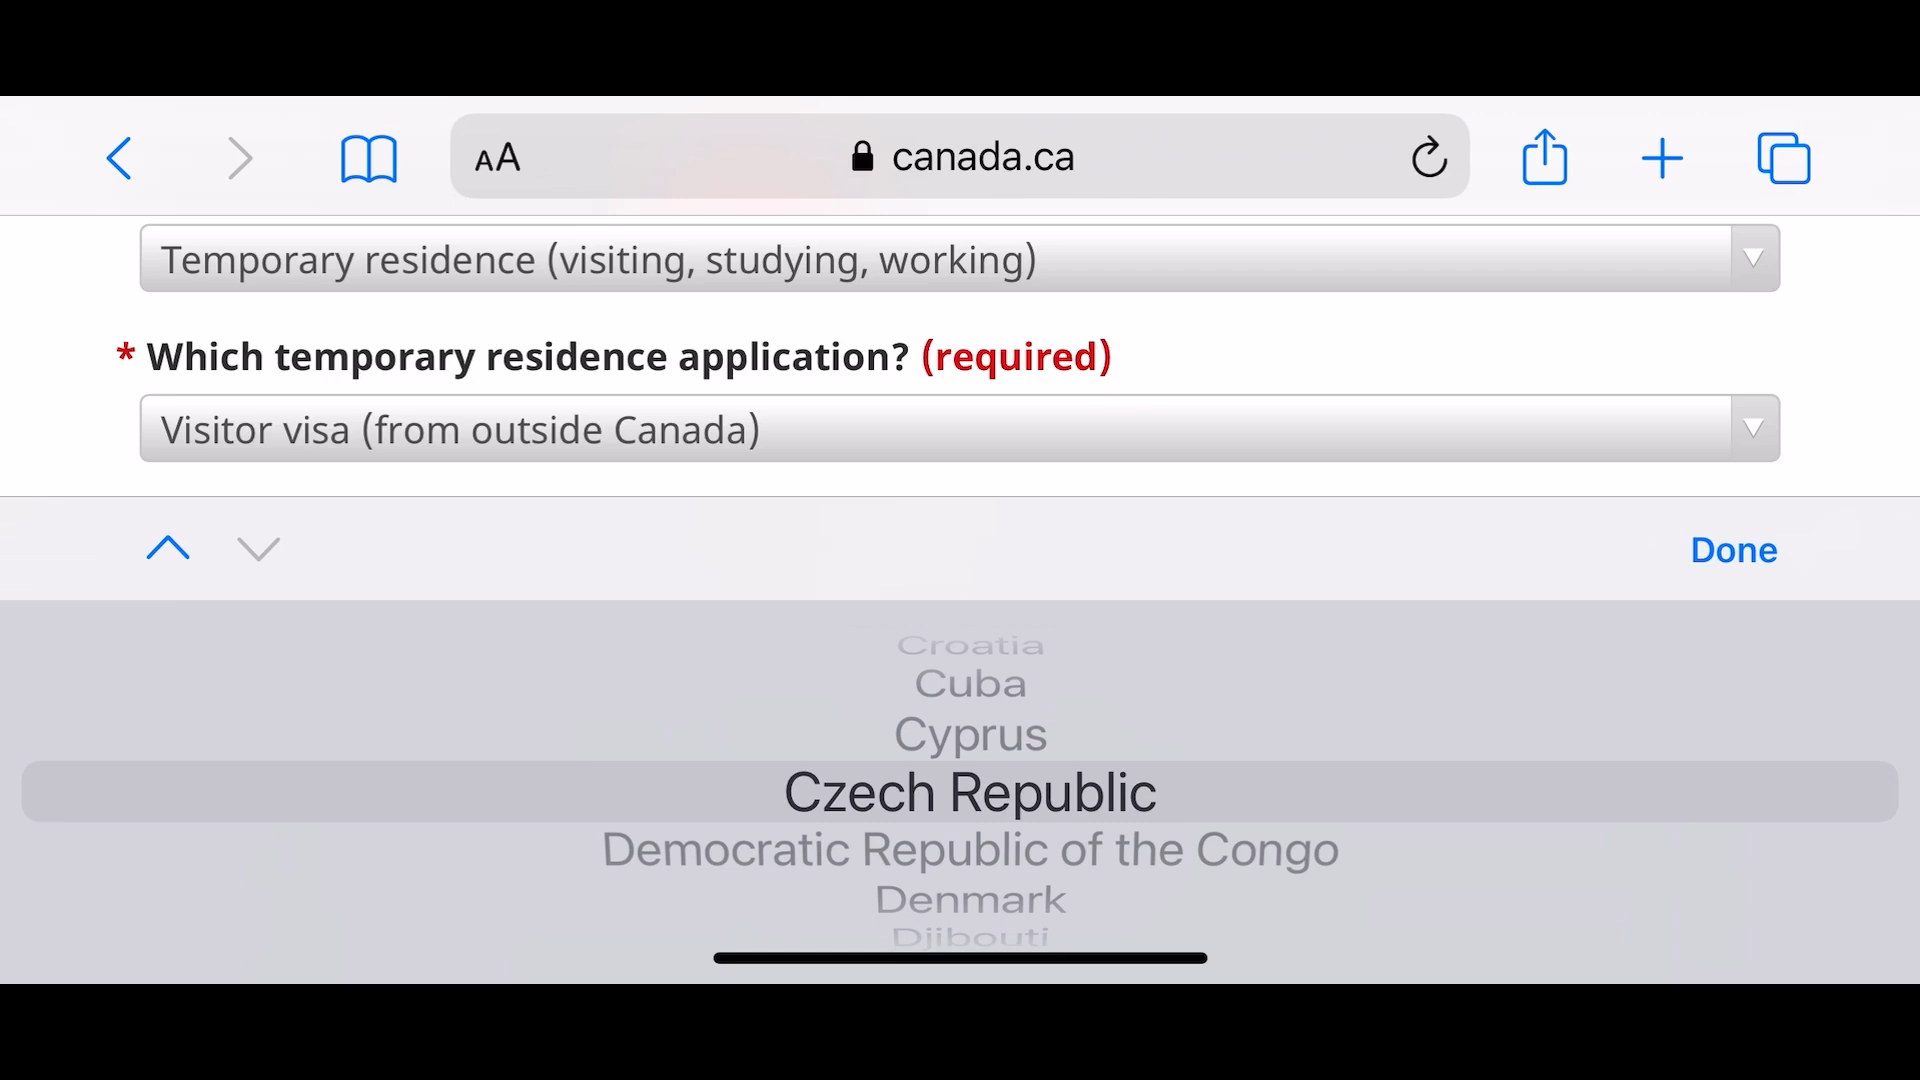 AA
canada.ca
Temporary residence (visiting, studying, working)
* Which temporary residence application? (required)
Visitor visa (from outside Canada)
Done
Croatia
Cuba
Cyprus
Czech Republic
Democratic Republic of the Congo
Denmark
Djibouti